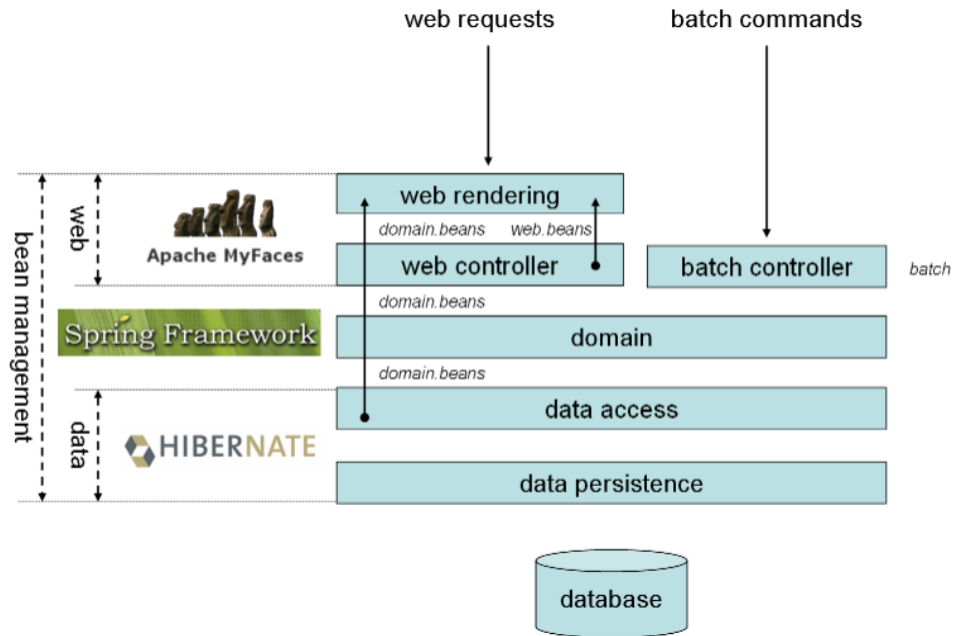 web requests
batch commands
web rendering
domain.beans
web.beans
Apache MyFaces
web controller
batch controller
batch
domain.beans
Spring Framework
domain
domain.beans
data access
HIBERNATE
data persistence
database
web
bean management
data